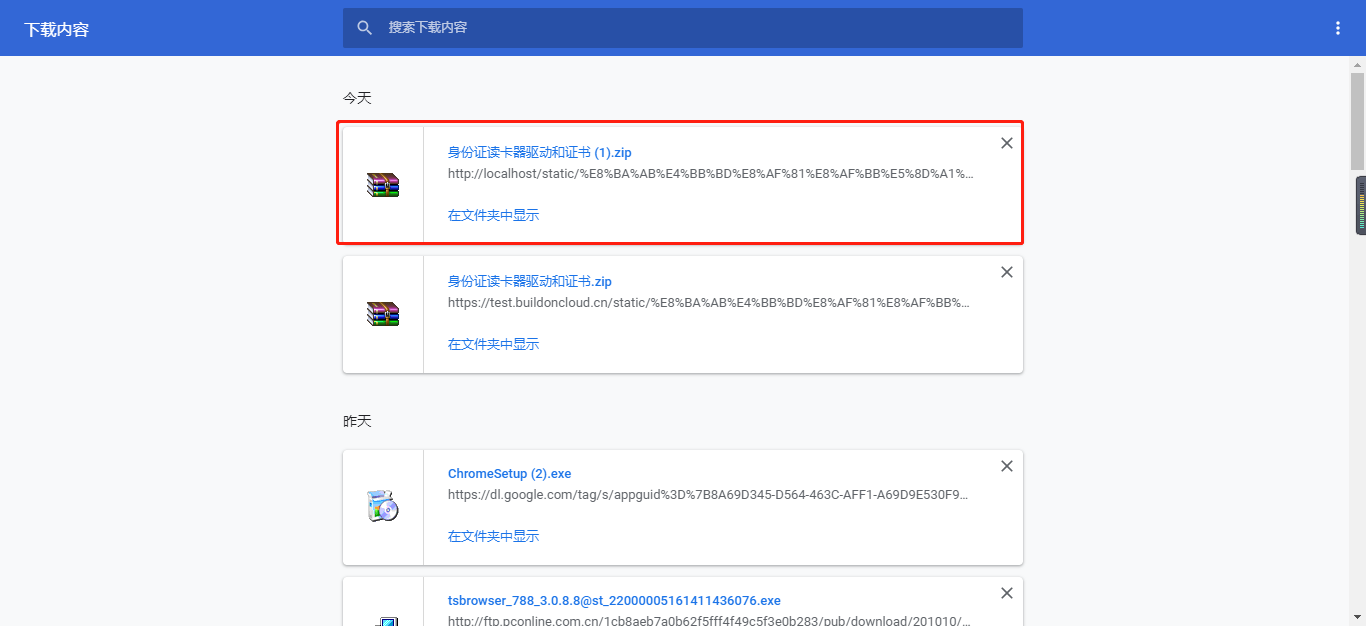 下载内容
搜索下载内容
今天
身份证读卡器驱动和证书 (1).zip
http://localhost/static/%E8%BA%AB%E4%BB%BD%E8%AF%81%E8%AF%BB%E5%8D%A1%...
在文件夹中显示
身份证读卡器驱动和证书.zip
https://test.buildoncloud.cn/static/%E8%BA%AB%E4%BB%BD%E8%AF%81%E8%AF%BB%...
在文件夹中显示
昨天
ChromeSetup (2).exe
https://dl.google.com/tag/s/appguid%3D%7B8A69D345-D564-463C-AFF1-A69D9E530F9...
在文件夹中显示
tsbrowser_788_3.0.8.8@st_22000005161411436076.exe
http://ftp.pconline.com.cn/1cb8aeb7a0b62f5fff4f49c5f3e0b283/pub/download/201010/...